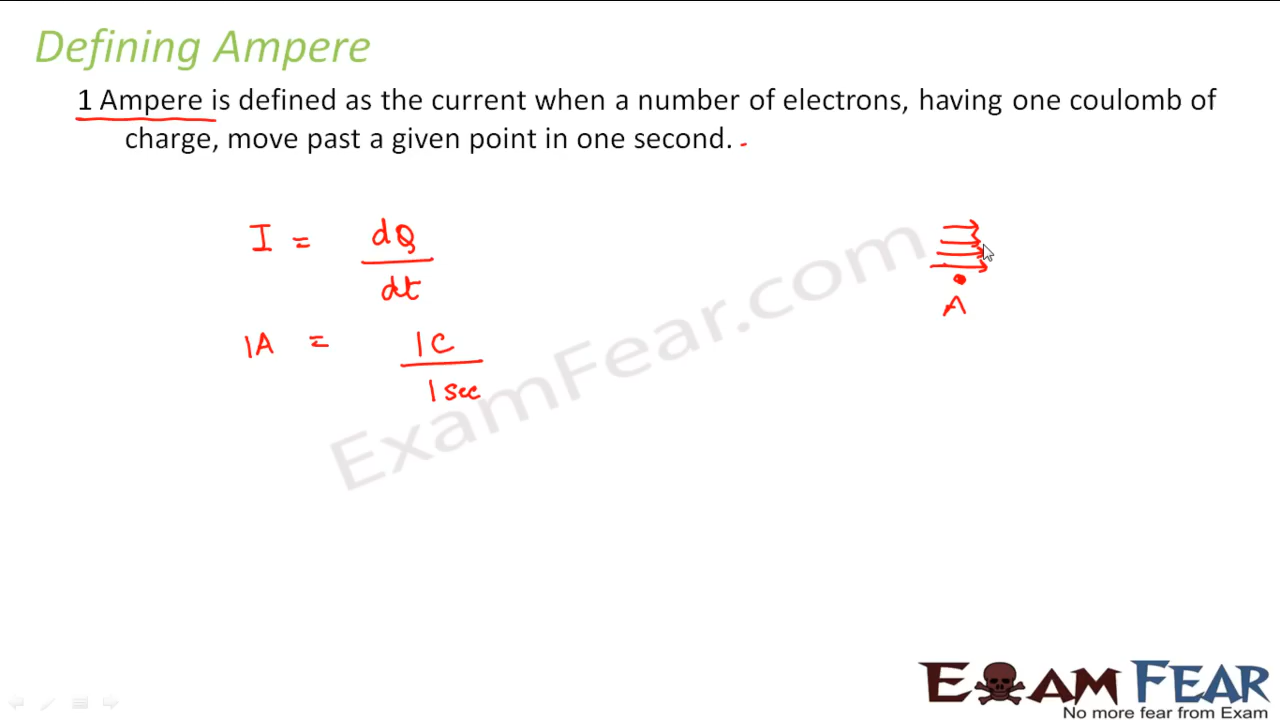 Defining Ampere
1 Ampere is defined as the current when a number of electrons, having one coulomb of
charge, move past a given point in one second.
I = dQ
dt
1A = 1C
1 sec
A
ExamFear.com
EXAM FEAR
No more fear from Exam